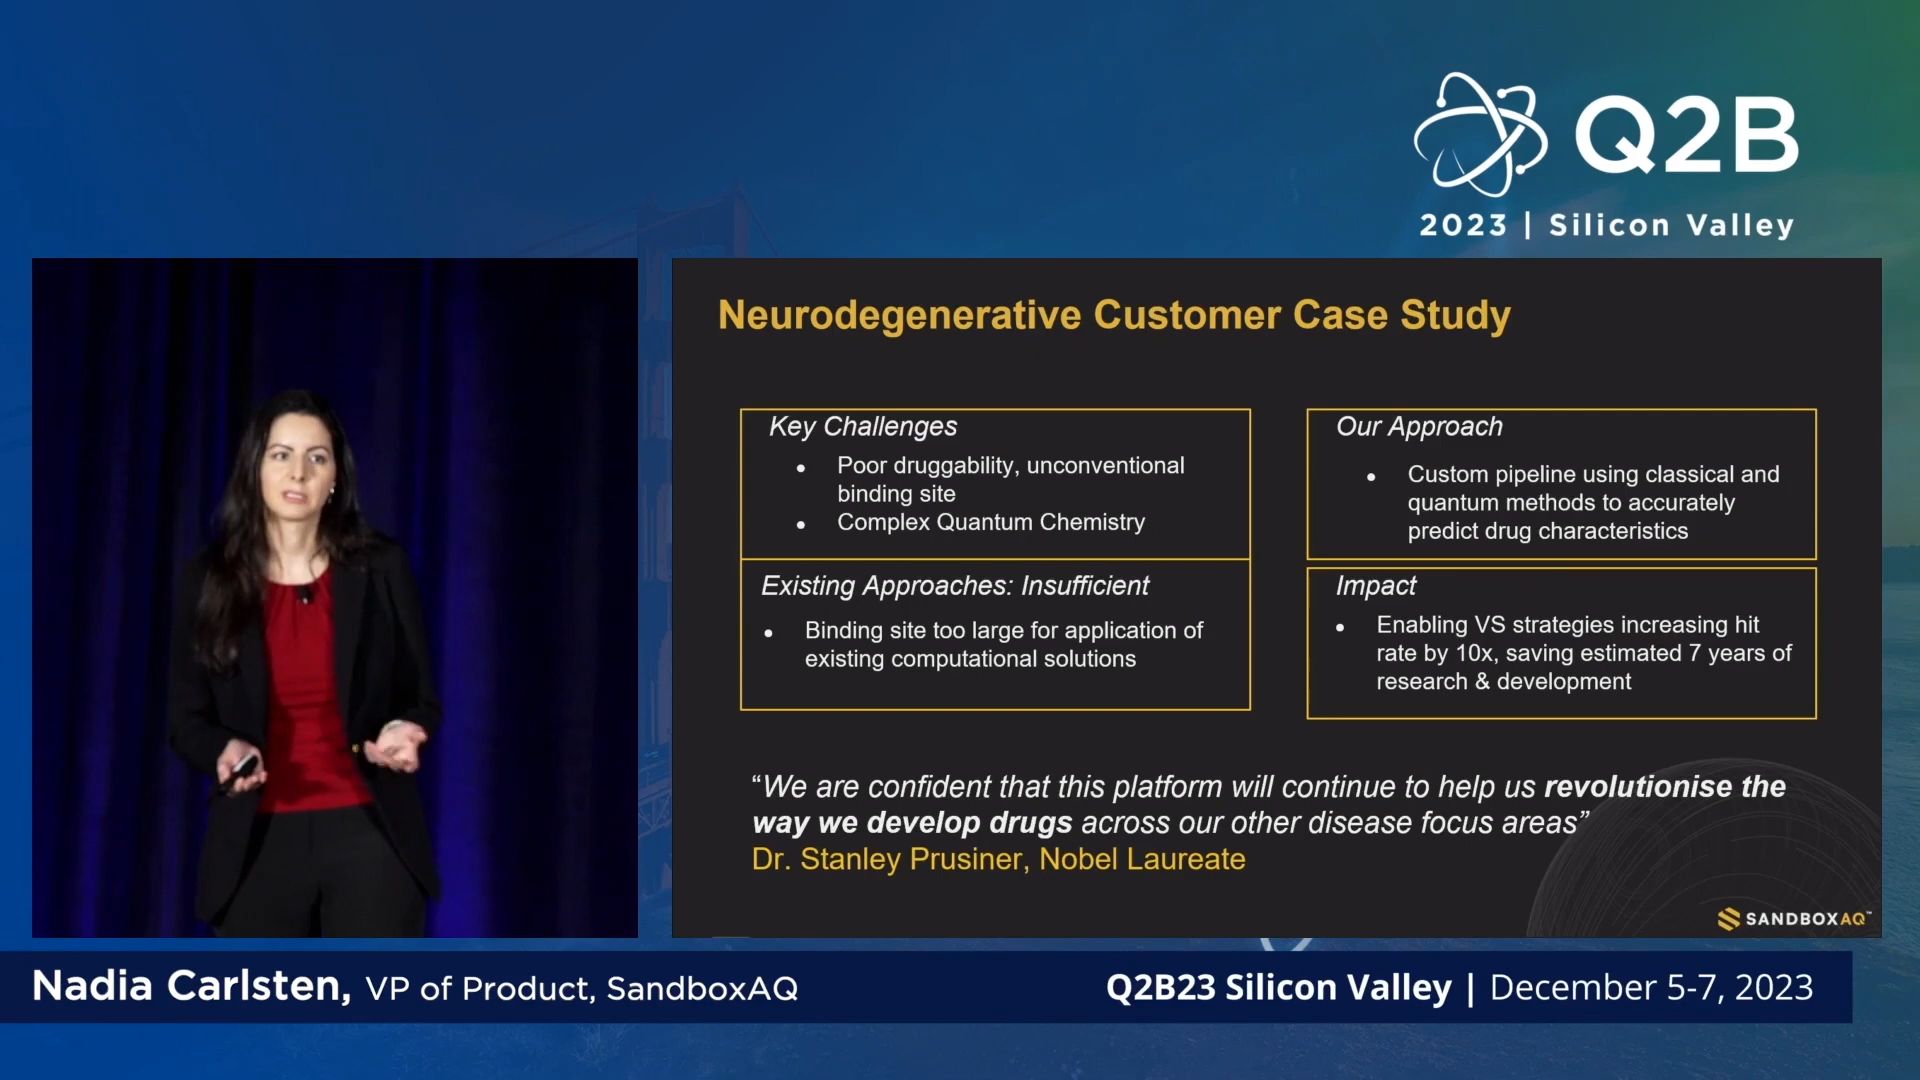 Q2B
2023 | Silicon Valley
Neurodegenerative Customer Case Study
Key Challenges
• Poor druggability, unconventional
binding site
• Complex Quantum Chemistry
Existing Approaches: Insufficient
• Binding site too large for application of
existing computational solutions
Our Approach
• Custom pipeline using classical and
quantum methods to accurately
predict drug characteristics
Impact
• Enabling VS strategies increasing hit
rate by 10x, saving estimated 7 years of
research & development
“We are confident that this platform will continue to help us revolutionise the
way we develop drugs across our other disease focus areas”
Dr. Stanley Prusiner, Nobel Laureate
SANDBOXAQ™
Nadia Carlsten, VP of Product, SandboxAQ
Q2B23 Silicon Valley | December 5-7, 2023